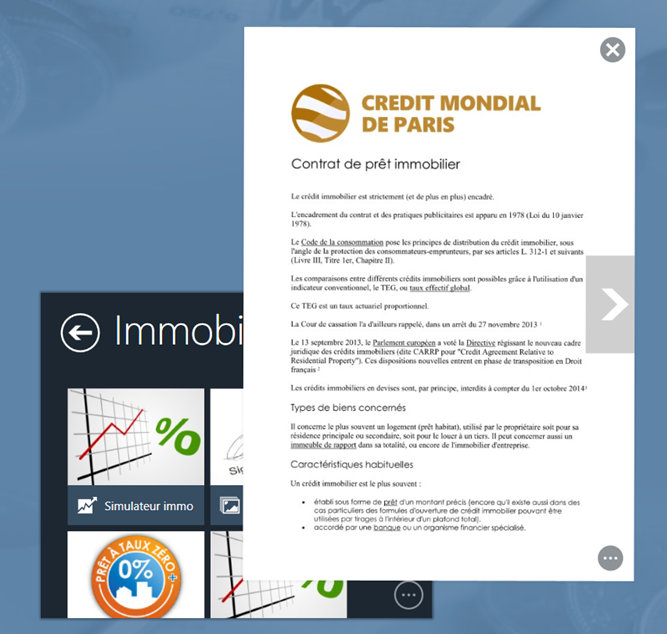 CREDIT MONDIAL
DE PARIS
Contrat de prêt immobilier
Le crédit immobilier est strictement (et de plus en plus) encadré.
L'encadrement du contrat et des pratiques publicitaires est apparu en 1978 (Loi du 10 janvier
1978).
Le Code de la consommation pose les principes de distribution du crédit immobilier, sous
l'angle de la protection des consommateurs-emprunteurs, par ses articles L. 312-1 et suivants
(Livre III, Titre 1er, Chapitre II).
Les comparaisons entre différents crédits immobiliers sont possibles grâce à l'utilisation d'un
indicateur conventionnel, le TEG, ou taux effectif global.
Ce TEG est un taux actuariel proportionnel.
La Cour de cassation l'a d'ailleurs rappelé, dans un arrêt du 27 novembre 2013 ¹
Le 13 septembre 2013, le Parlement européen a voté la Directive régissant le nouveau cadre
juridique des crédits immobiliers (dite CARRP pour "Credit Agreement Relative to
Residential Property"). Ces dispositions nouvelles entrent en phase de transposition en Droit
français ²
Les crédits immobiliers en devises sont, par principe, interdits à compter du 1er octobre 2014³
Types de biens concernés
Il concerne le plus souvent un logement (prêt habitat), utilisé par le propriétaire soit pour sa
résidence principale ou secondaire, soit pour le louer à un tiers. Il peut concerner aussi un
immeuble de rapport dans sa totalité, ou encore de l'immobilier d'entreprise.
Caractéristiques habituelles
Un crédit immobilier est le plus souvent :
• établi sous forme de prêt d'un montant précis (encore qu'il existe aussi dans des
cas particuliers des formules d'ouverture de crédit immobilier pouvant être
utilisées par tirages à l'intérieur d'un plafond total).
• accordé par une banque ou un organisme financier spécialisé.
Immobi
%
Simulateur immo
PRÊT À TAUX ZÉRO
0%
+
%